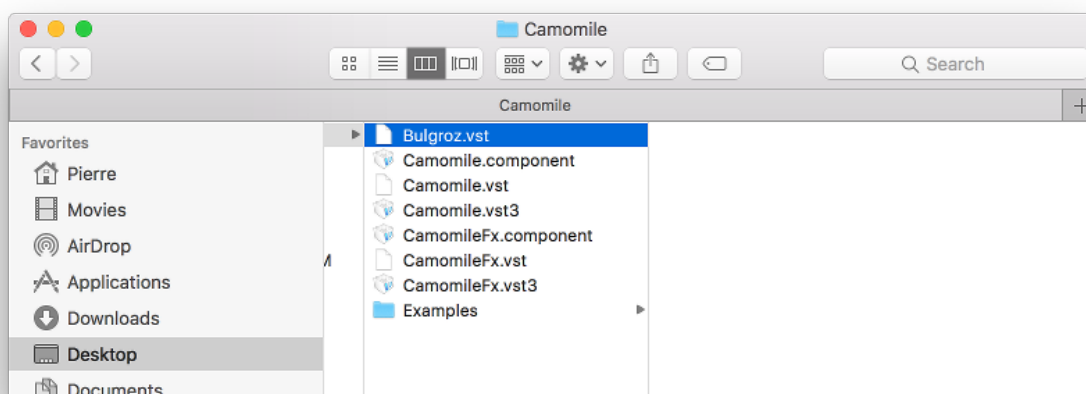 Camomile
Search
Camomile
Favorites
Pierre
Movies
AirDrop
Applications
Downloads
Desktop
Documents
M
Bulgroz.vst
Camomile.component
Camomile.vst
Camomile.vst3
CamomileFx.component
CamomileFx.vst
CamomileFx.vst3
Examples